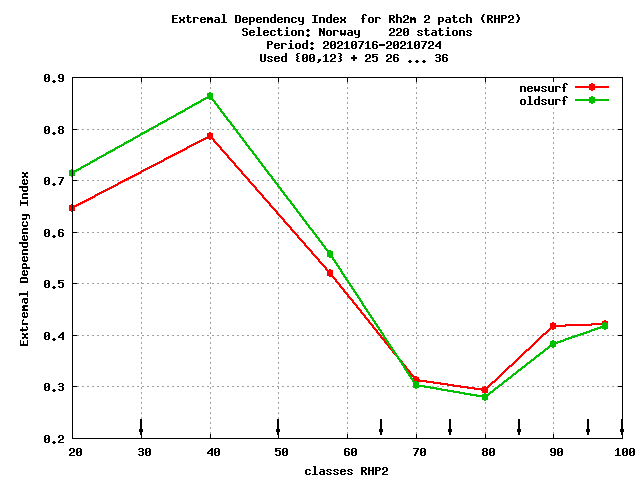 Extremal Dependency Index  for Rh2m 2 patch (RHP2)
Selection: Norway    220 stations
Period: 20210716-20210724
Used {00,12} + 25 26 ... 36
newsurf
oldsurf
Extremal Dependency Index
0.9
0.8
0.7
0.6
0.5
0.4
0.3
0.2
20 30 40 50 60 70 80 90 100
classes RHP2